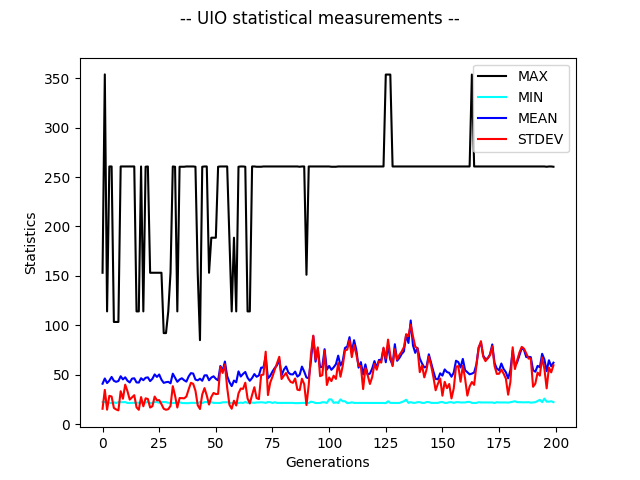 -- UIO statistical measurements --
MAX
MIN
MEAN
STDEV
Statistics
350
300
250
200
150
100
50
0
0 25 50 75 100 125 150 175 200
Generations